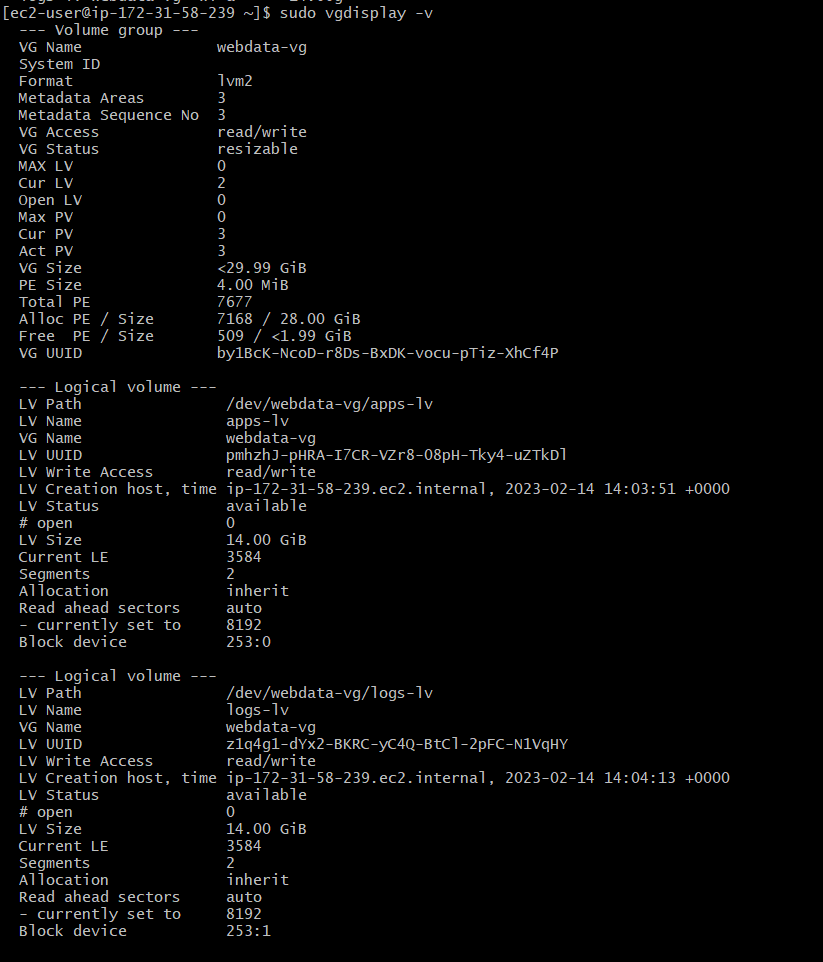 [ec2-user@ip-172-31-58-239 ~]$ sudo vgdisplay -v
--- Volume group ---
VG Name webdata-vg
System ID
Format lvm2
Metadata Areas 3
Metadata Sequence No 3
VG Access read/write
VG Status resizable
MAX LV 0
Cur LV 2
Open LV 0
Max PV 0
Cur PV 3
Act PV 3
VG Size <29.99 GiB
PE Size 4.00 MiB
Total PE 7677
Alloc PE / Size 7168 / 28.00 GiB
Free PE / Size 509 / <1.99 GiB
VG UUID by1BcK-NcoD-r8Ds-BxDK-vocu-pTiz-XhCf4P
--- Logical volume ---
LV Path /dev/webdata-vg/apps-lv
LV Name apps-lv
VG Name webdata-vg
LV UUID pmhzhJ-pHRA-I7CR-VZr8-08pH-Tky4-uZTkDl
LV Write Access read/write
LV Creation host, time ip-172-31-58-239.ec2.internal, 2023-02-14 14:03:51 +0000
LV Status available
# open 0
LV Size 14.00 GiB
Current LE 3584
Segments 2
Allocation inherit
Read ahead sectors auto
- currently set to 8192
Block device 253:0
--- Logical volume ---
LV Path /dev/webdata-vg/logs-lv
LV Name logs-lv
VG Name webdata-vg
LV UUID z1q4g1-dYx2-BKRC-yC4Q-BtCl-2pFC-N1VqHY
LV Write Access read/write
LV Creation host, time ip-172-31-58-239.ec2.internal, 2023-02-14 14:04:13 +0000
LV Status available
# open 0
LV Size 14.00 GiB
Current LE 3584
Segments 2
Allocation inherit
Read ahead sectors auto
- currently set to 8192
Block device 253:1